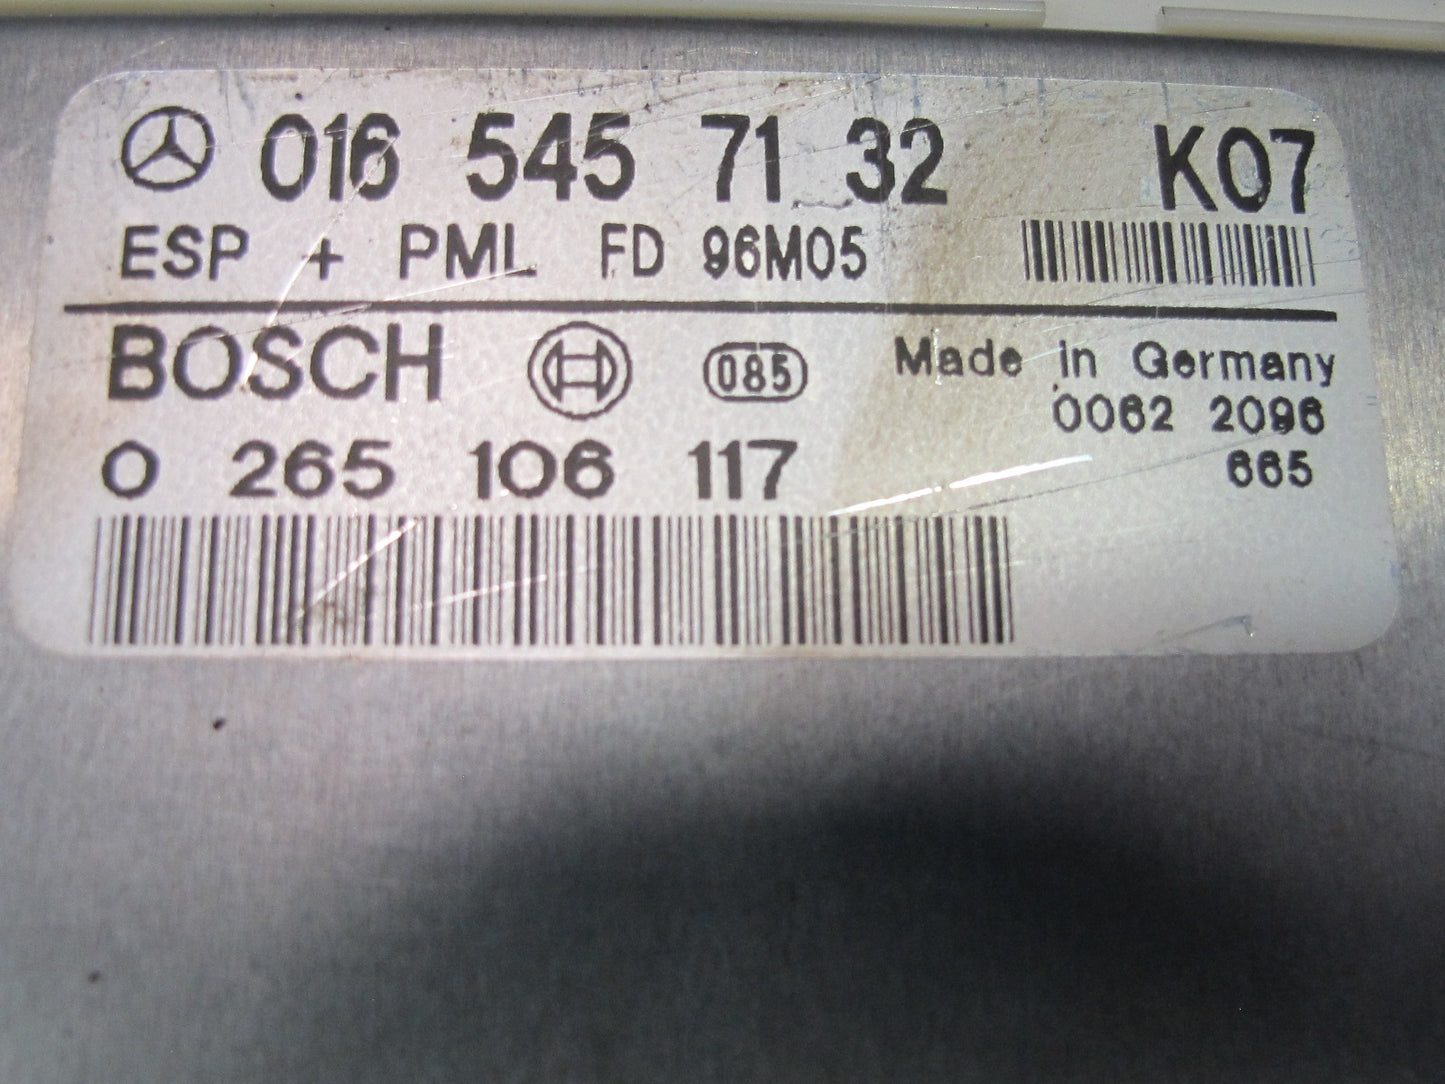 016 545 71 32 K07
ESP + PML FD 96M05
BOSCH 085 Made in Germany
0062 2096
0 265 106 117 665